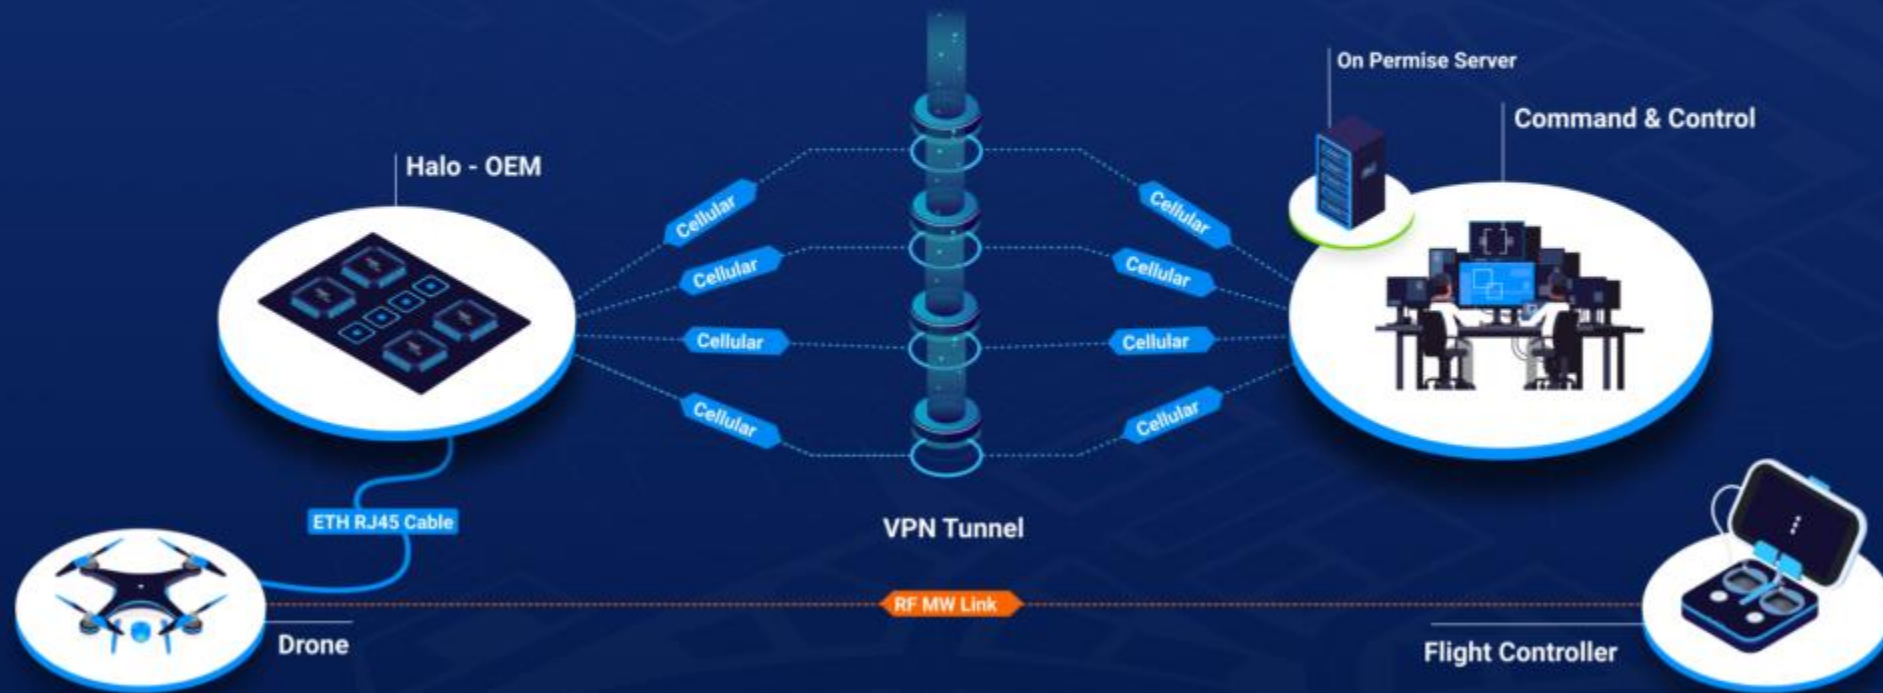 On Permise Server
Command & Control
Halo - OEM
Cellular
Cellular
Cellular
Cellular
Cellular
Cellular
Cellular
Cellular
ETH RJ45 Cable
VPN Tunnel
RF MW Link
Drone
Flight Controller